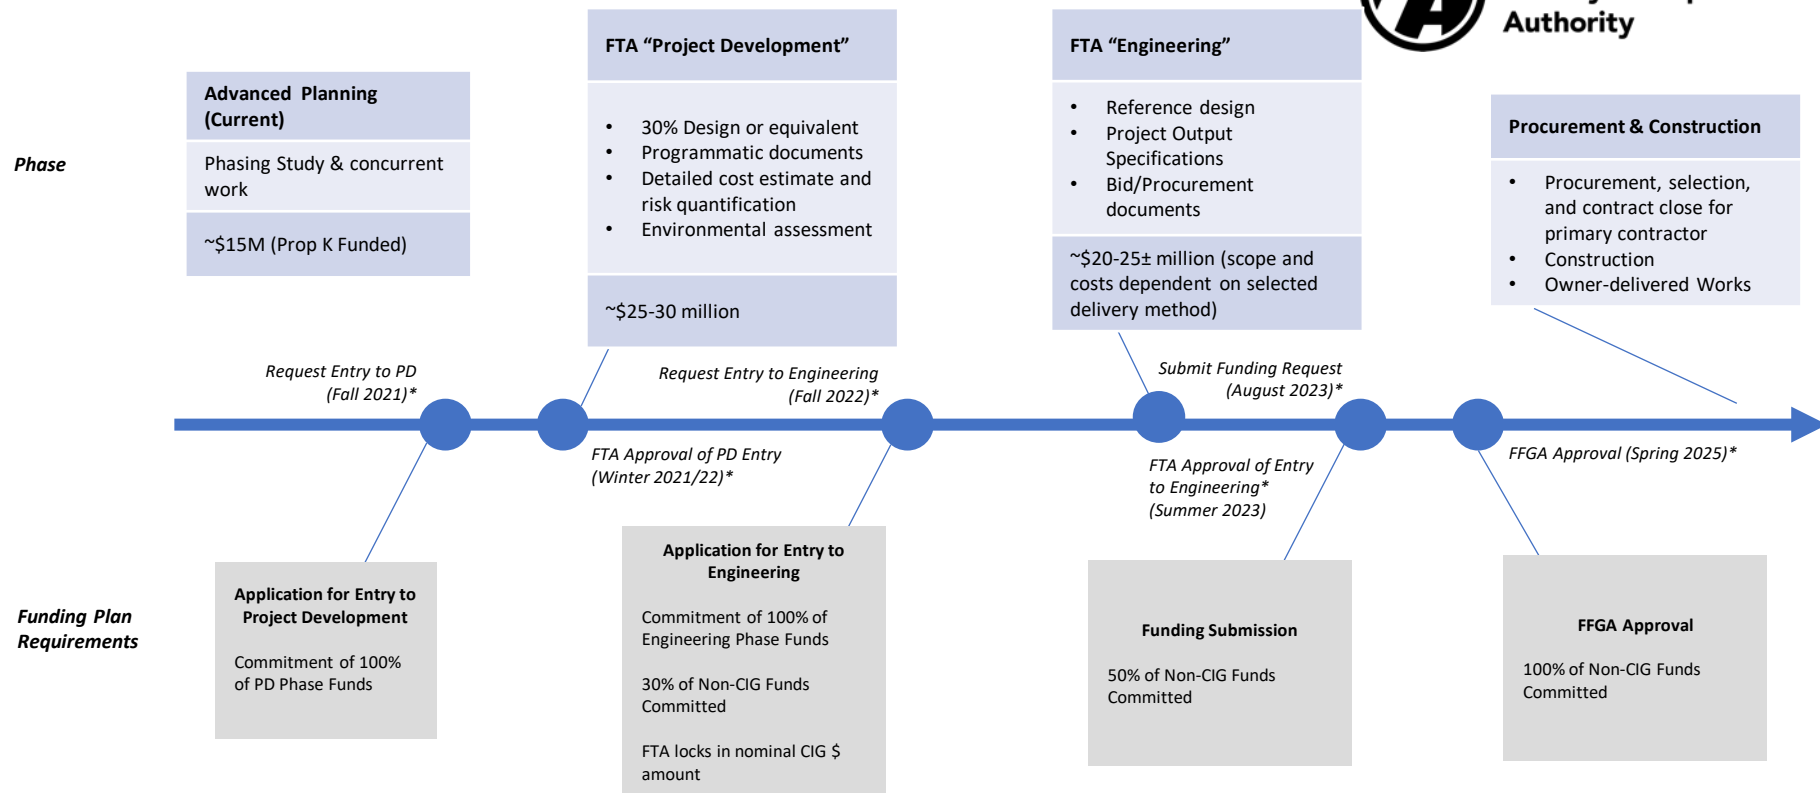 Authority
FTA “Project Development”
FTA “Engineering”
Advanced Planning
(Current)
Procurement & Construction
Phase
Phasing Study & concurrent
work
~$15M (Prop K Funded)
• 30% Design or equivalent
• Programmatic documents
• Detailed cost estimate and
risk quantification
• Environmental assessment
~$25-30 million
• Reference design
• Project Output
Specifications
• Bid/Procurement
documents
~$20-25± million (scope and
costs dependent on selected
delivery method)
• Procurement, selection,
and contract close for
primary contractor
• Construction
• Owner-delivered Works
Request Entry to PD
(Fall 2021)*
Request Entry to Engineering
(Fall 2022)*
Submit Funding Request
(August 2023)*
FTA Approval of PD Entry
(Winter 2021/22)*
FTA Approval of Entry
to Engineering*
(Summer 2023)
FFGA Approval (Spring 2025)*
Funding Plan
Requirements
Application for Entry to
Project Development
Commitment of 100%
of PD Phase Funds
Application for Entry to
Engineering
Commitment of 100% of
Engineering Phase Funds
30% of Non-CIG Funds
Committed
FTA locks in nominal CIG $
amount
Funding Submission
50% of Non-CIG Funds
Committed
FFGA Approval
100% of Non-CIG Funds
Committed